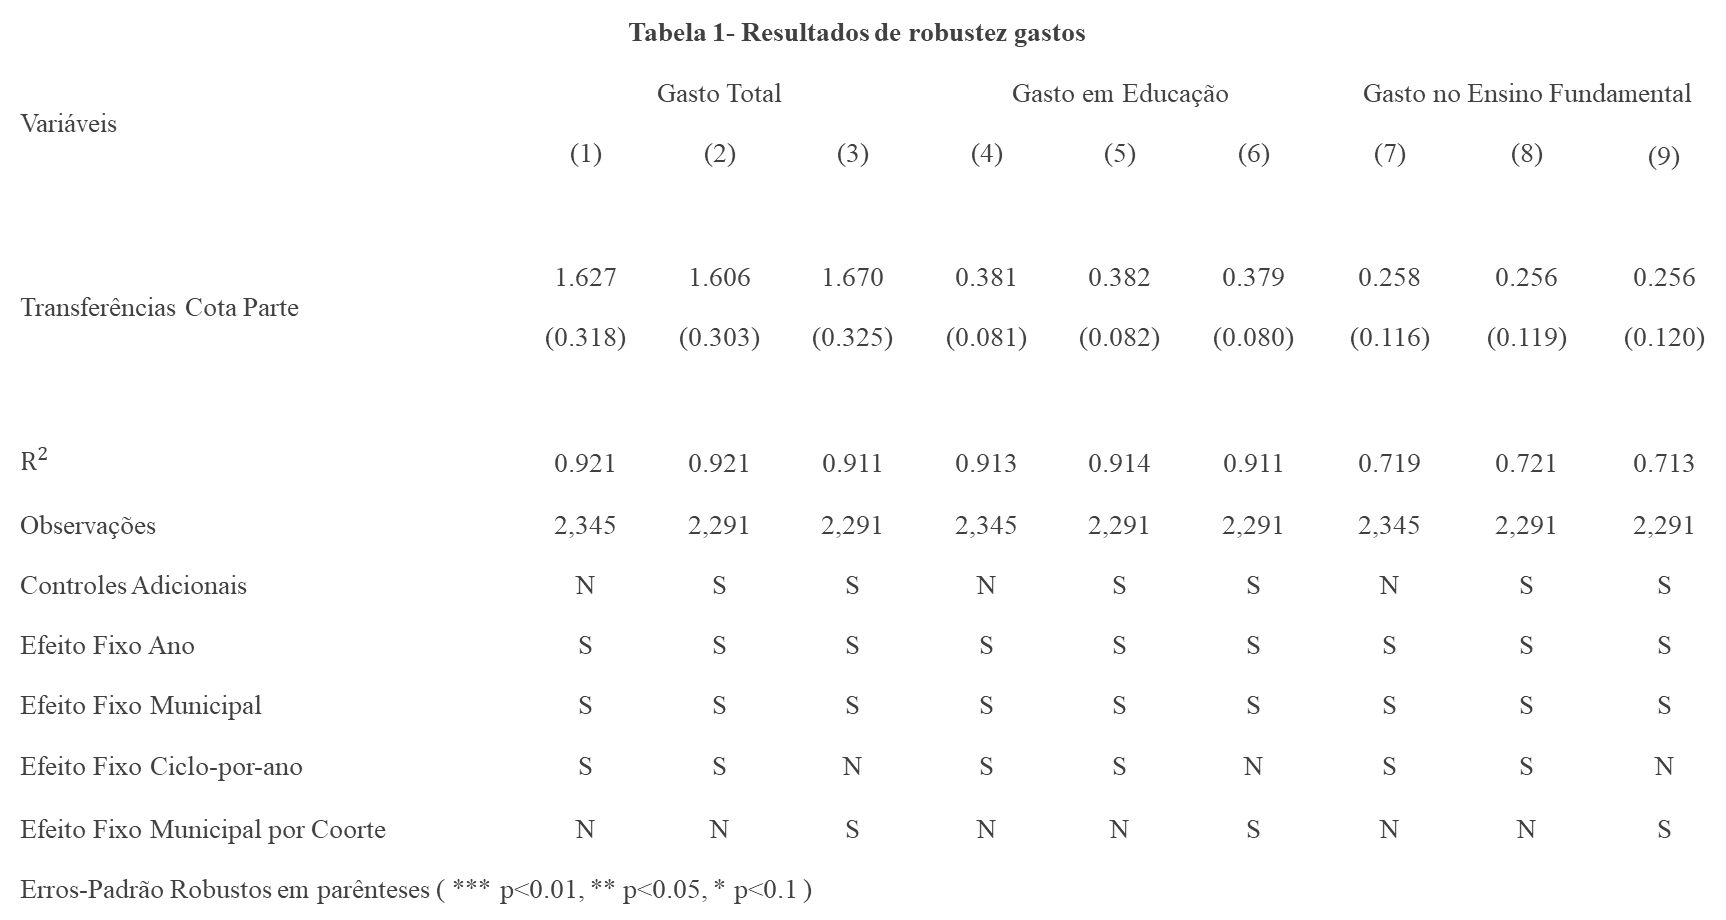 Tabela 1- Resultados de robustez gastos
Variáveis Gasto Total Gasto em Educação Gasto no Ensino Fundamental
(1) (2) (3) (4) (5) (6) (7) (8) (9)
Transferências Cota Parte 1.627 1.606 1.670 0.381 0.382 0.379 0.258 0.256 0.256
(0.318) (0.303) (0.325) (0.081) (0.082) (0.080) (0.116) (0.119) (0.120)
R² 0.921 0.921 0.911 0.913 0.914 0.911 0.719 0.721 0.713
Observações 2,345 2,291 2,291 2,345 2,291 2,291 2,345 2,291 2,291
Controles Adicionais N S S N S S N S S
Efeito Fixo Ano S S S S S S S S S
Efeito Fixo Municipal S S S S S S S S S
Efeito Fixo Ciclo-por-ano S S N S S N S S N
Efeito Fixo Municipal por Coorte N N S N N S N N S
Erros-Padrão Robustos em parênteses ( *** p<0.01, ** p<0.05, * p<0.1 )